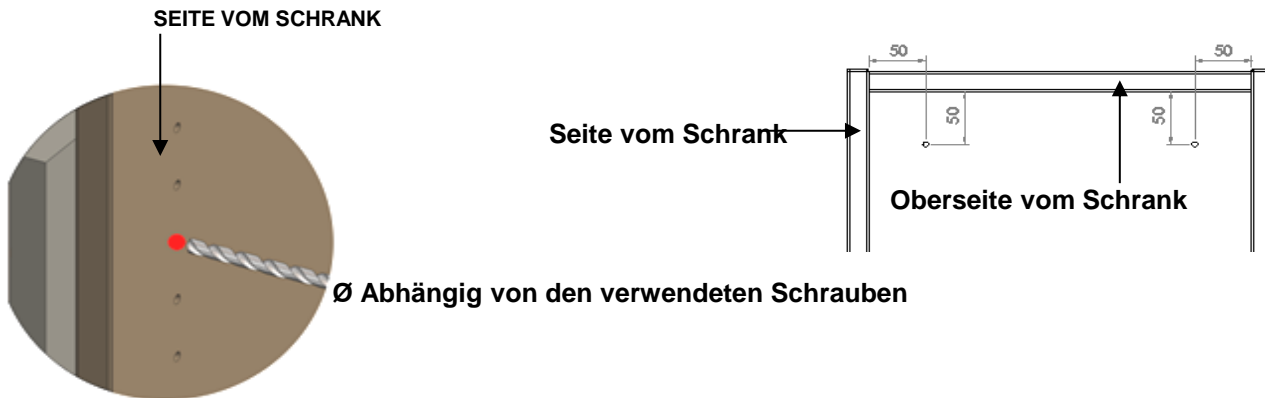 SEITE VOM SCHRANK
50
50
Seite vom Schrank
50
50
Oberseite vom Schrank
Ø Abhängig von den verwendeten Schrauben